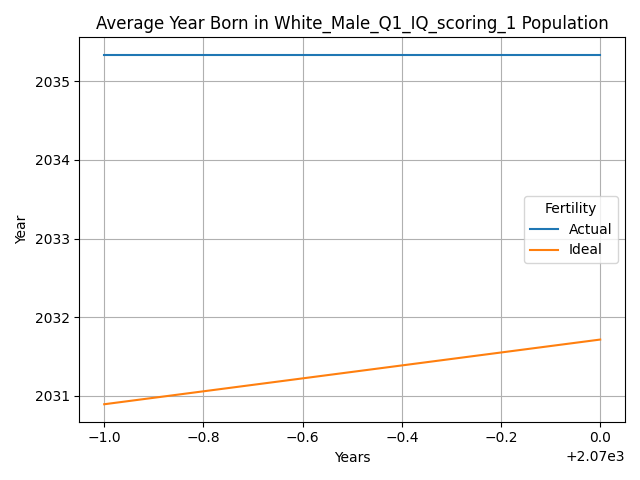 Average Year Born in White_Male_Q1_IQ_scoring_1 Population
Year
2035
2034
2033
2032
2031
Fertility
Actual
Ideal
−1.0 −0.8 −0.6 −0.4 −0.2 0.0
Years
+2.07e3